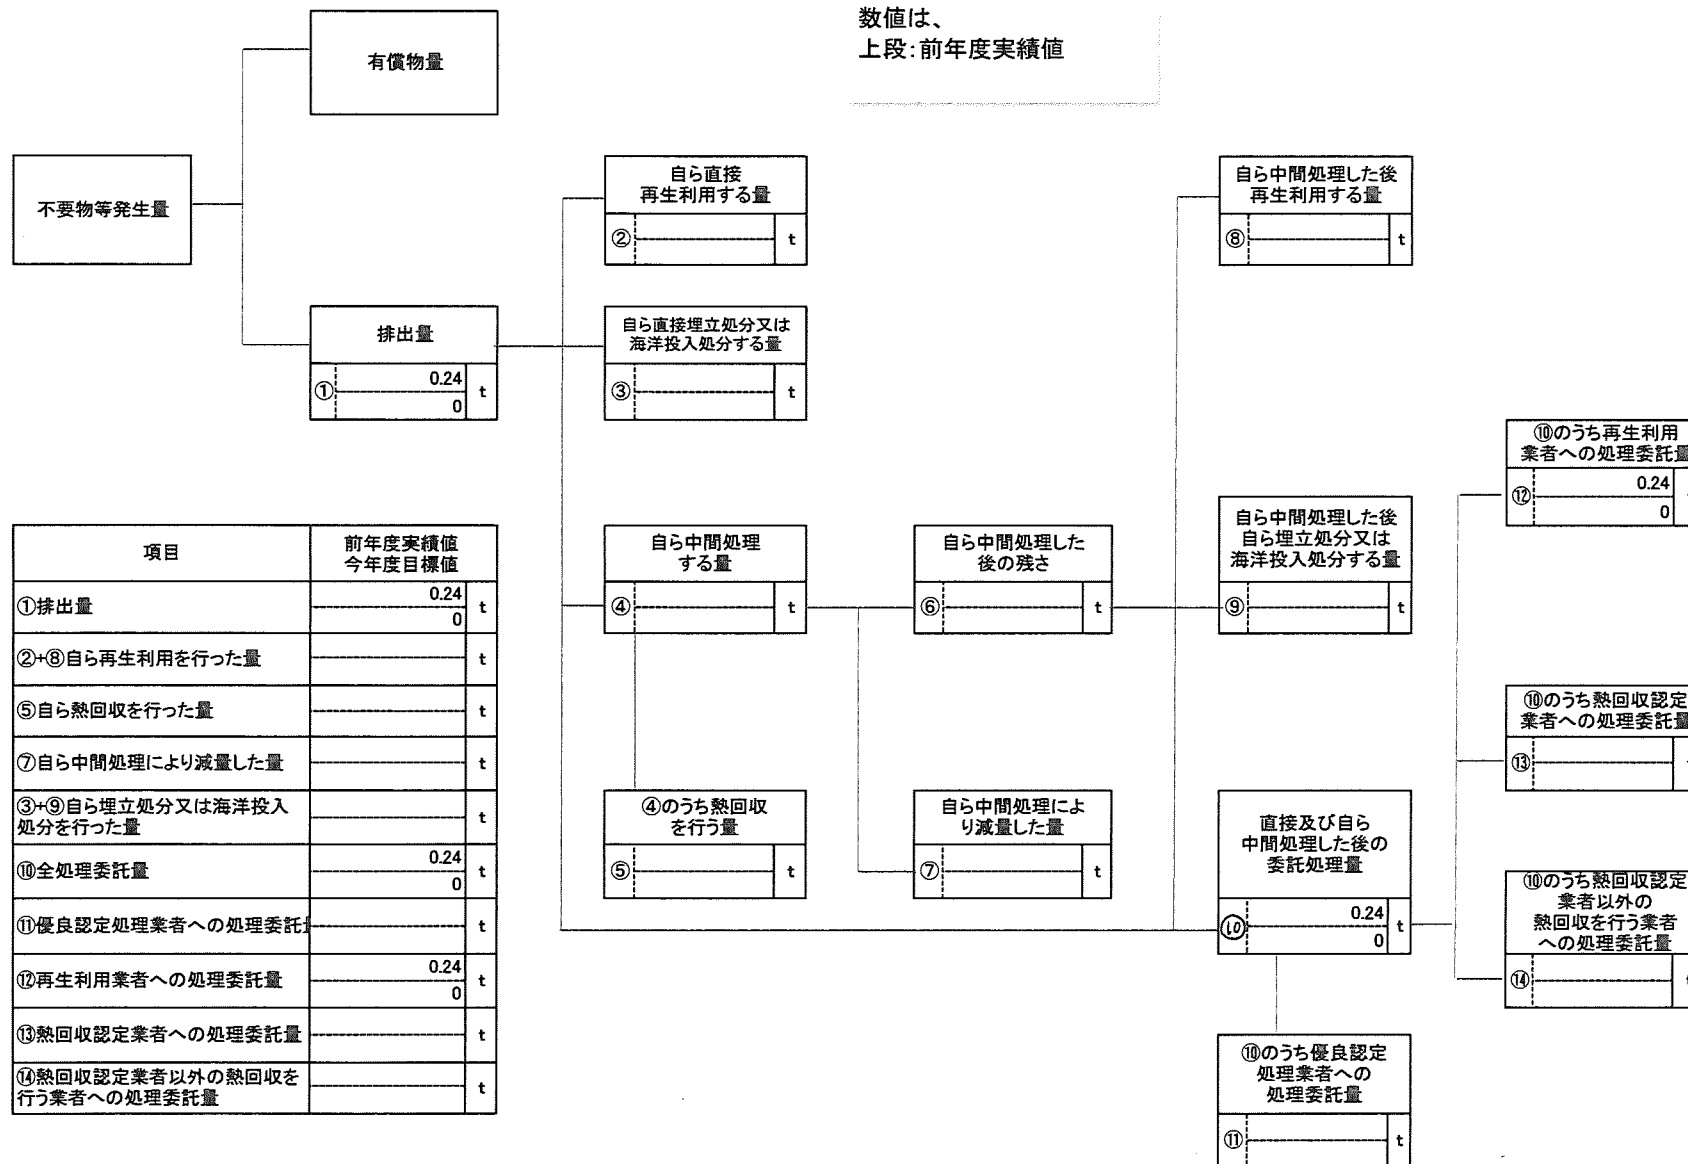 数値は、
上段:前年度実績値
有償物量
不要物等発生量
自ら直接
再生利用する量
② t
自ら中間処理した後
再生利用する量
⑧ t
排出量
① 0.24 t
0
自ら直接埋立処分又は
海洋投入処分する量
③ t
⑩のうち再生利用
業者への処理委託量
⑫ 0.24
0
自ら中間処理
する量
④ t
自ら中間処理した
後の残さ
⑥ t
自ら中間処理した後
自ら埋立処分又は
海洋投入処分する量
⑨ t
⑩のうち熱回収認定
業者への処理委託量
⑬
④のうち熱回収
を行う量
⑤ t
自ら中間処理によ
り減量した量
⑦ t
直接及び自ら
中間処理した後の
委託処理量
⑩ 0.24 t
0
⑩のうち熱回収認定
業者以外の
熱回収を行う業者
への処理委託量
⑭
⑩のうち優良認定
処理業者への
処理委託量
⑪ t
項目 前年度実績値
今年度目標値
①排出量 0.24 t
0
②+⑧自ら再生利用を行った量 t
⑤自ら熱回収を行った量 t
⑦自ら中間処理により減量した量 t
③+⑨自ら埋立処分又は海洋投入
処分を行った量 t
⑩全処理委託量 0.24 t
0
⑪優良認定処理業者への処理委託 t
⑫再生利用業者への処理委託量 0.24 t
0
⑬熱回収認定業者への処理委託量 t
⑭熱回収認定業者以外の熱回収を
行う業者への処理委託量 t